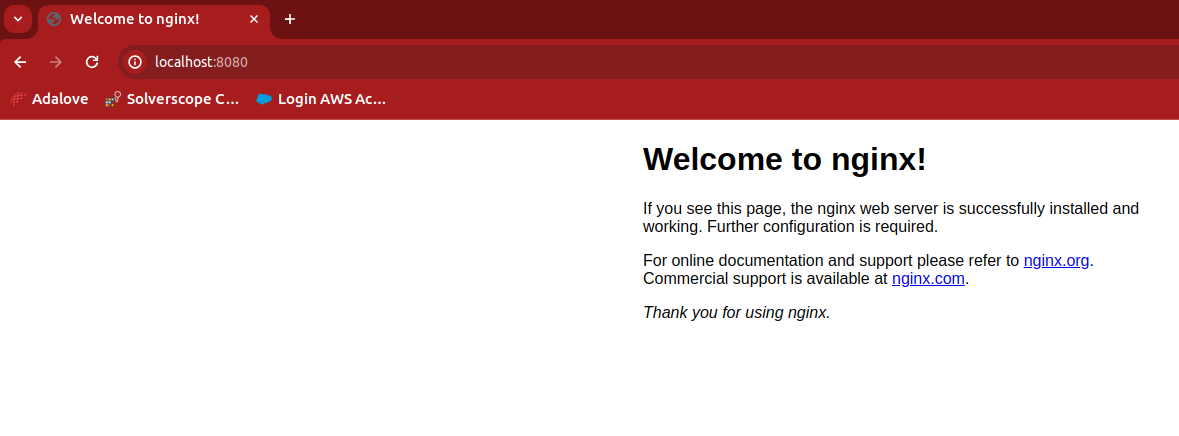 Welcome to nginx!
localhost:8080
Adalove Solverscope C... Login AWS Ac...
Welcome to nginx!
If you see this page, the nginx web server is successfully installed and
working. Further configuration is required.
For online documentation and support please refer to nginx.org.
Commercial support is available at nginx.com.
Thank you for using nginx.